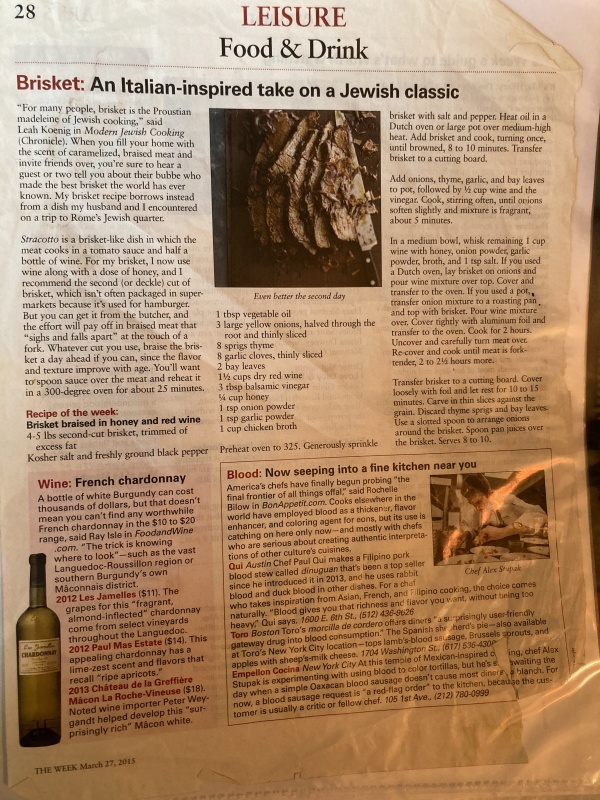 28
LEISURE
Food & Drink
Brisket: An Italian-inspired take on a Jewish classic
“For many people, brisket is the Proustian
madeleine of Jewish cooking,” said
Leah Koenig in Modern Jewish Cooking
(Chronicle). When you fill your home with
the scent of caramelized, braised meat and
invite friends over, you’re sure to hear a
guest or two tell you about their bubbe who
made the best brisket the world has ever
known. My brisket recipe borrows instead
from a dish my husband and I encountered
on a trip to Rome’s Jewish quarter.
Stracotto is a brisket-like dish in which the
meat cooks in a tomato sauce and half a
bottle of wine. For my brisket, I now use
wine along with a dose of honey, and I
recommend the second (or deckle) cut of
brisket, which isn’t often packaged in super-
markets because it’s used for hamburger.
But you can get it from the butcher, and
the effort will pay off in braised meat that
“sighs and falls apart” at the touch of a
fork. Whatever cut you use, braise the bris-
ket a day ahead if you can, since the flavor
and texture improve with age. You’ll want
to spoon sauce over the meat and reheat it
in a 300-degree oven for about 25 minutes.
Recipe of the week:
Brisket braised in honey and red wine
4-5 lbs second-cut brisket, trimmed of
excess fat
Kosher salt and freshly ground black pepper
Even better the second day
1 tbsp vegetable oil
3 large yellow onions, halved through the
root and thinly sliced
8 sprigs thyme
8 garlic cloves, thinly sliced
2 bay leaves
1½ cups dry red wine
3 tbsp balsamic vinegar
¼ cup honey
1 tsp onion powder
1 tsp garlic powder
1 cup chicken broth
Preheat oven to 325. Generously sprinkle
brisket with salt and pepper. Heat oil in a
Dutch oven or large pot over medium-high
heat. Add brisket and cook, turning once,
until browned, 8 to 10 minutes. Transfer
brisket to a cutting board.
Add onions, thyme, garlic, and bay leaves
to pot, followed by ½ cup wine and the
vinegar. Cook, stirring often, until onions
soften slightly and mixture is fragrant,
about 5 minutes.
In a medium bowl, whisk remaining 1 cup
wine with honey, onion powder, garlic
powder, broth, and 1 tsp salt. If you used
a Dutch oven, lay brisket on onions and
pour wine mixture over top. Cover and
transfer to the oven. If you used a pot,
transfer onion mixture to a roasting pan
and top with brisket. Pour wine mixture
over. Cover tightly with aluminum foil and
transfer to the oven. Cook for 2 hours.
Uncover and carefully turn meat over.
Re-cover and cook until meat is fork-
tender, 2 to 2½ hours more.
Transfer brisket to a cutting board. Cover
loosely with foil and let rest for 10 to 15
minutes. Carve in thin slices against the
grain. Discard thyme sprigs and bay leaves.
Use a slotted spoon to arrange onions
around the brisket. Spoon pan juices over
the brisket. Serves 8 to 10.
Wine: French chardonnay
A bottle of white Burgundy can cost
thousands of dollars, but that doesn’t
mean you can’t find any worthwhile
French chardonnay in the $10 to $20
range, said Ray Isle in FoodandWine
.com. “The trick is knowing
where to look”—such as the vast
Languedoc-Roussillon region or
southern Burgundy’s own
Mâconnais district.
2012 Les Jamelles ($11). The
grapes for this “fragrant,
almond-inflected” chardonnay
come from select vineyards
throughout the Languedoc.
2012 Paul Mas Estate ($14). This
appealing chardonnay has a
lime-zest scent and flavors that
recall “ripe apricots.”
2013 Château de la Greffière
Mâcon La Roche-Vineuse ($18).
Noted wine importer Peter Wey-
gandt helped develop this “sur-
prisingly rich” Mâcon white.
CHARDONNAY
Blood: Now seeping into a fine kitchen near you
America’s chefs have finally begun probing “the
final frontier of all things offal,” said Rochelle
Bilow in BonAppetit.com. Cooks elsewhere in the
world have employed blood as a thickener, flavor
enhancer, and coloring agent for eons, but its use is
catching on here only now—and mostly with chefs
who are serious about creating authentic interpreta-
tions of other culture’s cuisines.
Qui Austin Chef Paul Qui makes a Filipino pork
blood stew called dinuguan that’s been a top seller
since he introduced it in 2013, and he uses rabbit
blood and duck blood in other dishes. For a chef
who takes inspiration from Asian, French, and Filipino cooking, the choice comes
naturally. “Blood gives you that richness and flavor you want, without being too
heavy,” Qui says. 1600 E. 6th St., (512) 436-9626
Toro Boston Toro’s morcilla de cordero offers diners “a surprisingly user-friendly
gateway drug into blood consumption.” The Spanish shepherd’s pie—also available
at Toro’s New York City location—tops lamb’s-blood sausage, Brussels sprouts, and
apples with sheep’s-milk cheese. 1704 Washington St., (617) 536-4300
Empellon Cocina New York City At this temple of Mexican-inspired dining, chef Alex
Stupak is experimenting with using blood to color tortillas, but he’s awaiting the
day when a simple Oaxacan blood sausage doesn’t cause most diners to blanch. For
now, a blood sausage request is “a red-flag order” to the kitchen, because the cus-
tomer is usually a critic or fellow chef. 105 1st Ave., (212) 780-0999
Chef Alex Stupak
THE WEEK March 27, 2015